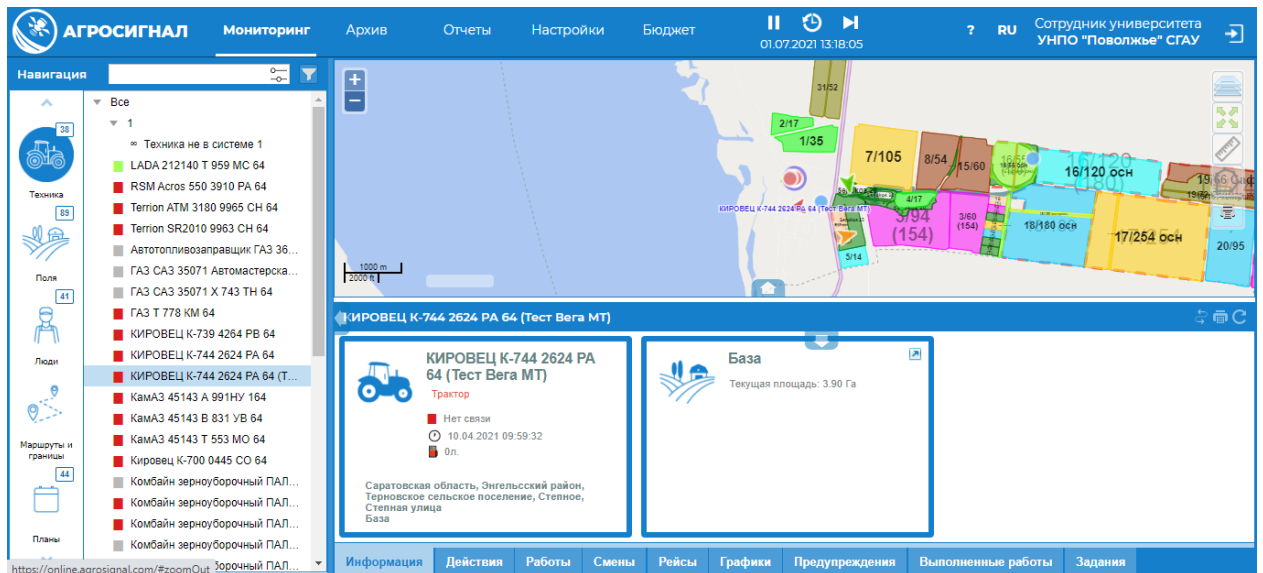 АГРОСИГНАЛ
Мониторинг
Архив
Отчеты
Настройки
Бюджет
01.07.2021 13:18:05
?
RU
Сотрудник университета
УНПО "Поволжье" СГАУ
Навигация
38
Техника
89
Поля
41
Люди
Маршруты и
границы
44
Планы
Все
1
∞ Техника не в системе 1
LADA 212140 Т 959 МС 64
RSM Acros 550 3910 РА 64
Terrion ATM 3180 9965 СН 64
Terrion SR2010 9963 СН 64
Автотопливозаправщик ГАЗ 36...
ГАЗ САЗ 35071 Автомастерска...
ГАЗ САЗ 35071 Х 743 ТН 64
ГАЗ Т 778 КМ 64
КИРОВЕЦ К-739 4264 РВ 64
КИРОВЕЦ К-744 2624 РА 64
КИРОВЕЦ К-744 2624 РА 64 (Т...
КамАЗ 45143 А 991НУ 164
КамАЗ 45143 В 831 УВ 64
КамАЗ 45143 Т 553 МО 64
Кировец К-700 0445 СО 64
Комбайн зерноуборочный ПАЛ...
Комбайн зерноуборочный ПАЛ...
Комбайн зерноуборочный ПАЛ...
Комбайн зерноуборочный ПАЛ...
борочный ПАЛ...
https://online.agrosignal.com/#zoomOut
+
−
31/52
2/17
1/35
7/105
8/54
15/60
16/120
16/120 осн
(180)
4/17
КИРОВЕЦ К-744 2624 РА 64 (Тест Вега МТ)
3/94
(154)
3/60
(154)
18/180 осн
17/254 осн
20/95
5/14
1000 m
2000 ft
КИРОВЕЦ К-744 2624 РА 64 (Тест Вега МТ)
КИРОВЕЦ К-744 2624 РА
64 (Тест Вега МТ)
Трактор
Нет связи
10.04.2021 09:59:32
0л.
Саратовская область, Энгельсский район,
Терновское сельское поселение, Степное,
Степная улица
База
База
Текущая площадь: 3.90 Га
Информация
Действия
Работы
Смены
Рейсы
Графики
Предупреждения
Выполненные работы
Задания